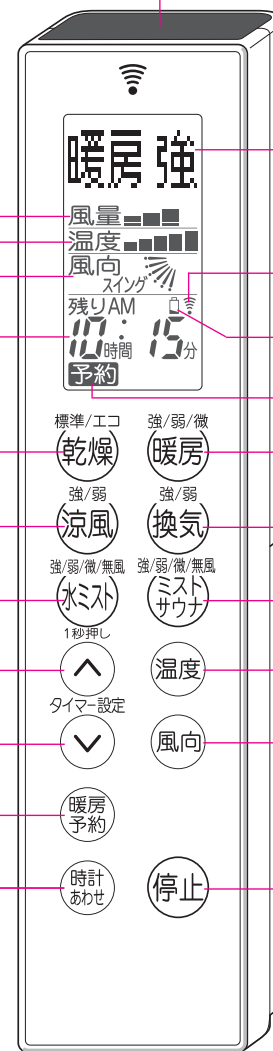 暖房 強
風量
温度
風向
スイング
残りAM
10:15
時間 分
予約
標準/エコ 強/弱/微
乾燥 暖房
強/弱 強/弱
涼風 換気
強/弱/微/無風 強/弱/微/無風
水ミスト ミスト
サウナ
1秒押し
温度
タイマー設定
風向
暖房
予約
時計
あわせ
停止